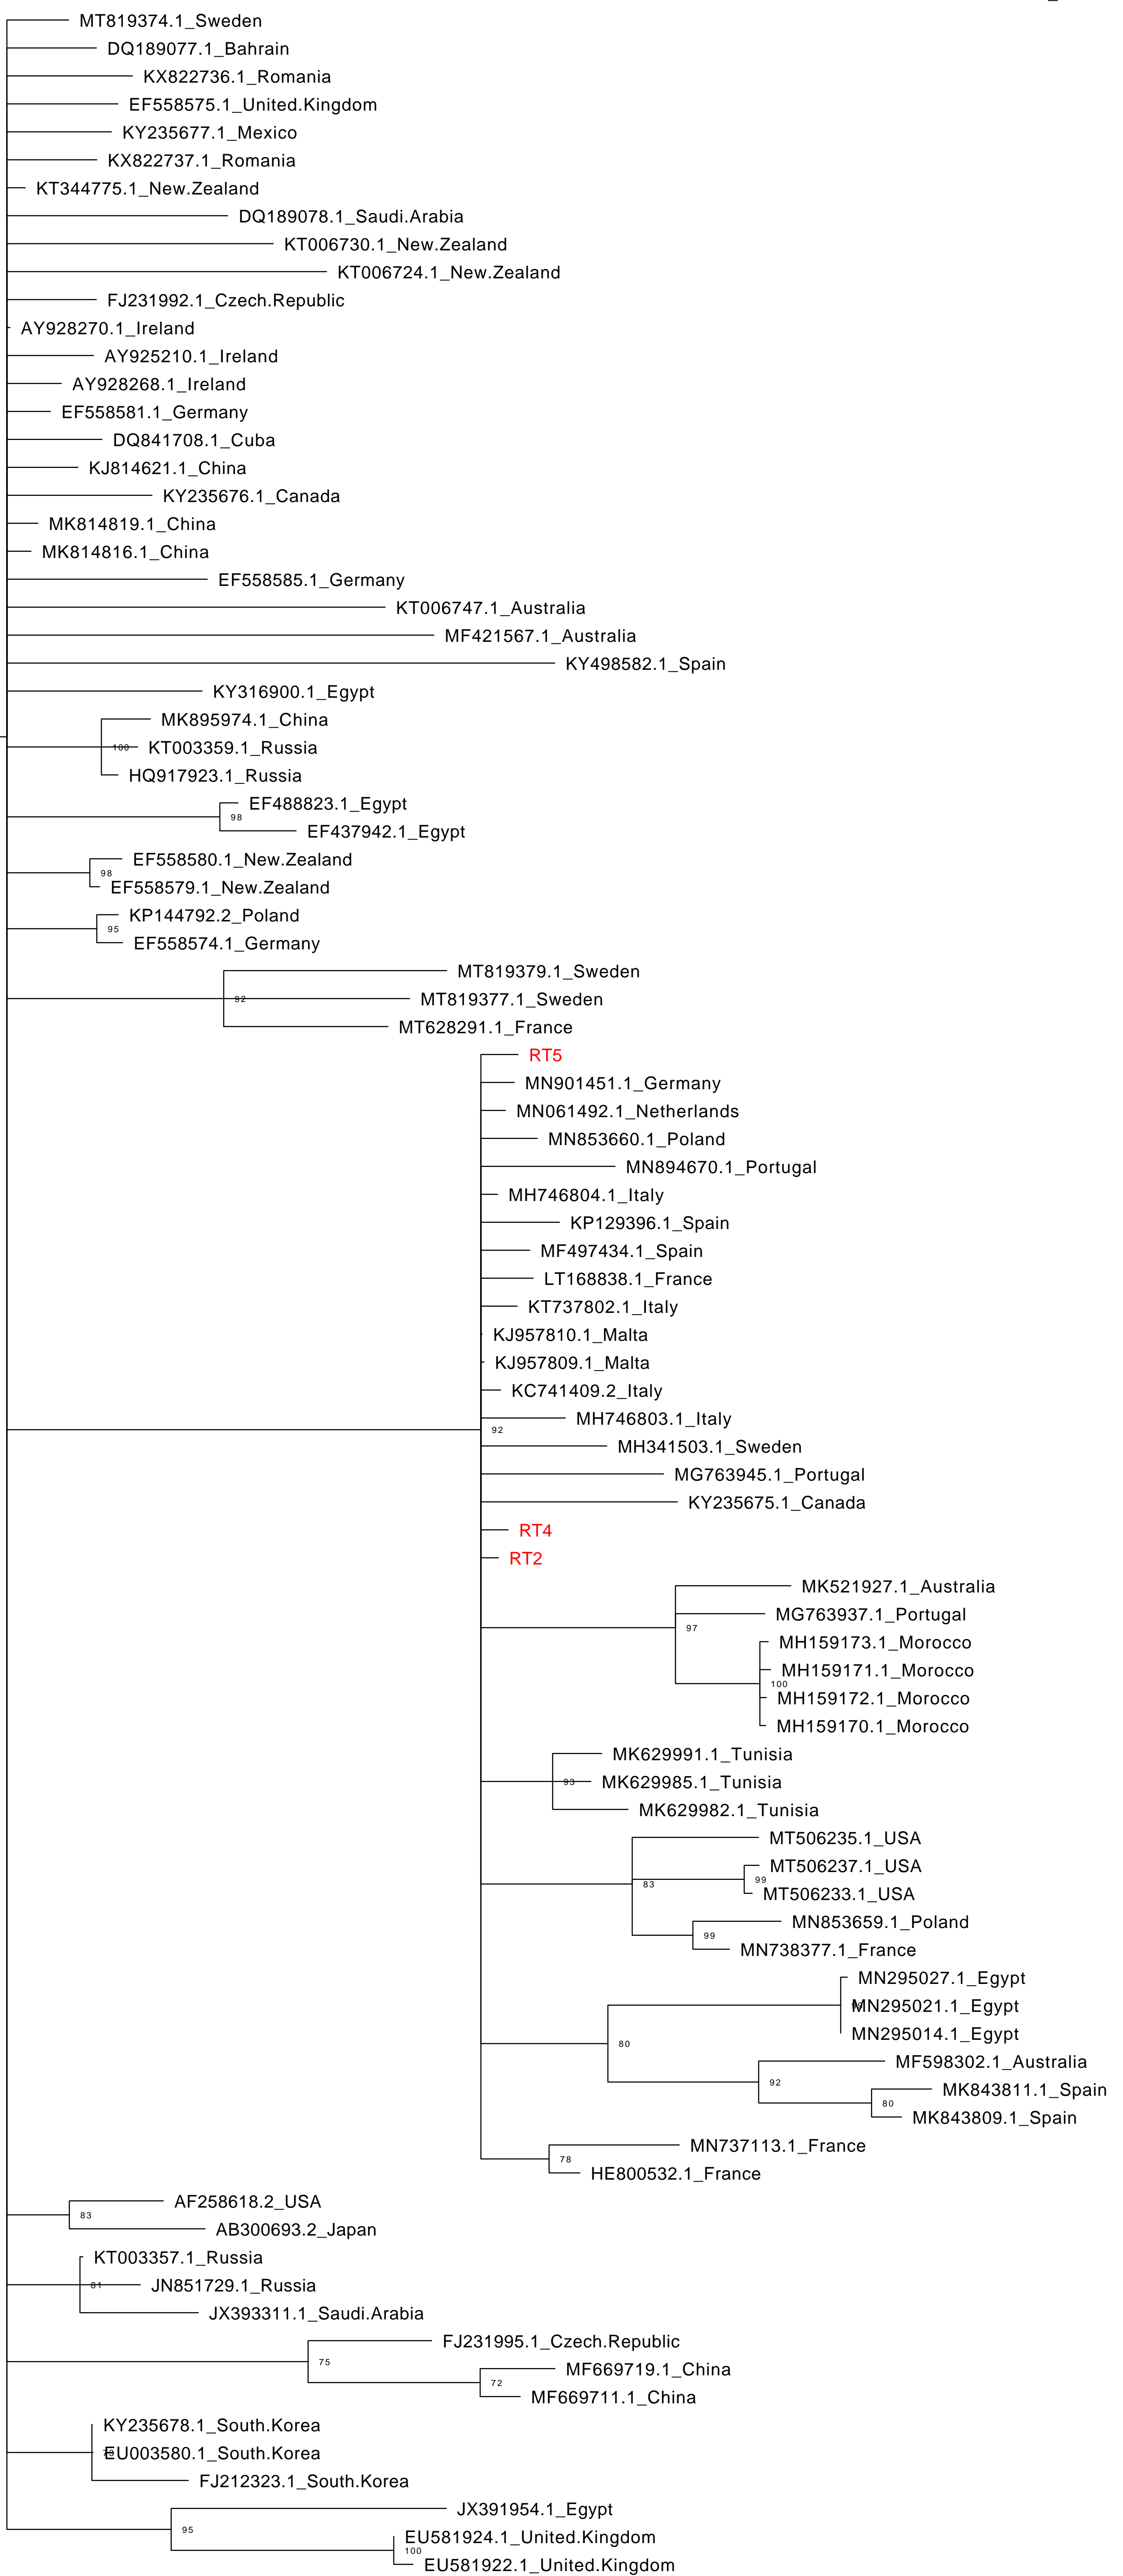 MT819374.1_Sweden
DQ189077.1_Bahrain
KX822736.1_Romania
EF558575.1_United.Kingdom
KY235677.1_Mexico
KX822737.1_Romania
KT344775.1_New.Zealand
DQ189078.1_Saudi.Arabia
KT006730.1_New.Zealand
KT006724.1_New.Zealand
FJ231992.1_Czech.Republic
AY928270.1_Ireland
AY925210.1_Ireland
AY928268.1_Ireland
EF558581.1_Germany
DQ841708.1_Cuba
KJ814621.1_China
KY235676.1_Canada
MK814819.1_China
MK814816.1_China
EF558585.1_Germany
KT006747.1_Australia
MF421567.1_Australia
KY498582.1_Spain
KY316900.1_Egypt
MK895974.1_China
100 KT003359.1_Russia
HQ917923.1_Russia
EF488823.1_Egypt
98
EF437942.1_Egypt
EF558580.1_New.Zealand
98
EF558579.1_New.Zealand
KP144792.2_Poland
95
EF558574.1_Germany
MT819379.1_Sweden
92 MT819377.1_Sweden
MT628291.1_France
RT5
MN901451.1_Germany
MN061492.1_Netherlands
MN853660.1_Poland
MN894670.1_Portugal
MH746804.1_Italy
KP129396.1_Spain
MF497434.1_Spain
LT168838.1_France
KT737802.1_Italy
KJ957810.1_Malta
KJ957809.1_Malta
KC741409.2_Italy
MH746803.1_Italy
92
MH341503.1_Sweden
MG763945.1_Portugal
KY235675.1_Canada
RT4
RT2
MK521927.1_Australia
MG763937.1_Portugal
97
MH159173.1_Morocco
MH159171.1_Morocco
100
MH159172.1_Morocco
MH159170.1_Morocco
MK629991.1_Tunisia
93 MK629985.1_Tunisia
MK629982.1_Tunisia
MT506235.1_USA
MT506237.1_USA
99
83
MT506233.1_USA
MN853659.1_Poland
99
MN738377.1_France
MN295027.1_Egypt
MN295021.1_Egypt
MN295014.1_Egypt
80
MF598302.1_Australia
92
MK843811.1_Spain
80
MK843809.1_Spain
MN737113.1_France
78
HE800532.1_France
AF258618.2_USA
83
AB300693.2_Japan
KT003357.1_Russia
81 JN851729.1_Russia
JX393311.1_Saudi.Arabia
FJ231995.1_Czech.Republic
75
MF669719.1_China
72
MF669711.1_China
KY235678.1_South.Korea
EU003580.1_South.Korea
FJ212323.1_South.Korea
JX391954.1_Egypt
95
EU581924.1_United.Kingdom
100
EU581922.1_United.Kingdom